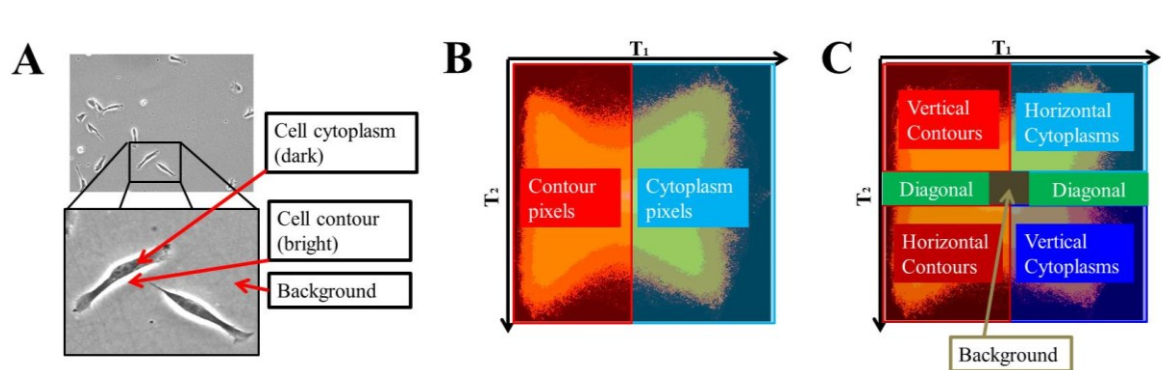 A
Cell cytoplasm
(dark)
Cell contour
(bright)
Background
B
T₁
T₂
Contour
pixels
Cytoplasm
pixels
C
T₁
T₂
Vertical
Contours
Horizontal
Cytoplasms
Diagonal
Diagonal
Horizontal
Contours
Vertical
Cytoplasms
Background